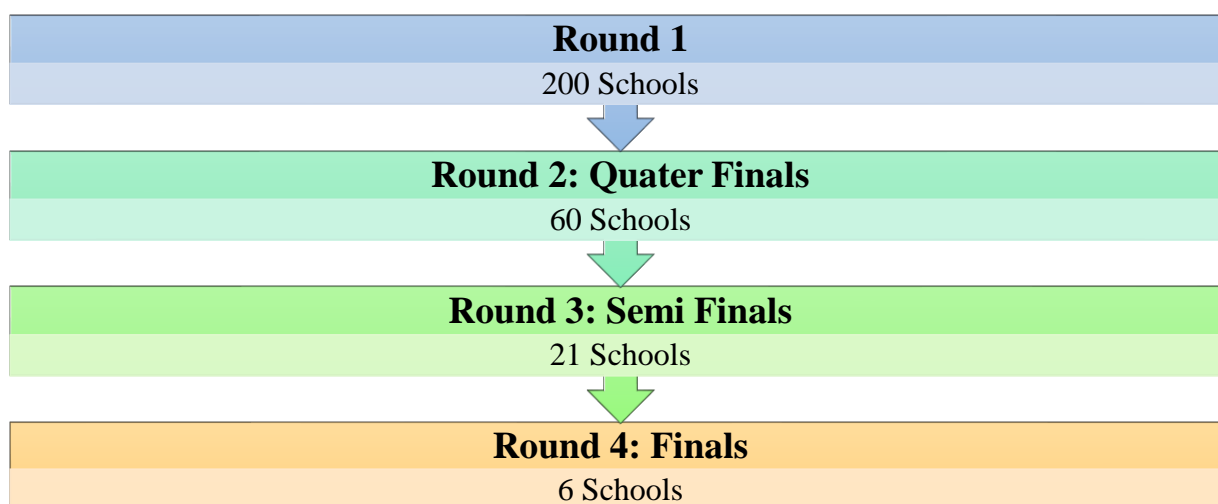 Round 1
200 Schools
Round 2: Quater Finals
60 Schools
Round 3: Semi Finals
21 Schools
Round 4: Finals
6 Schools